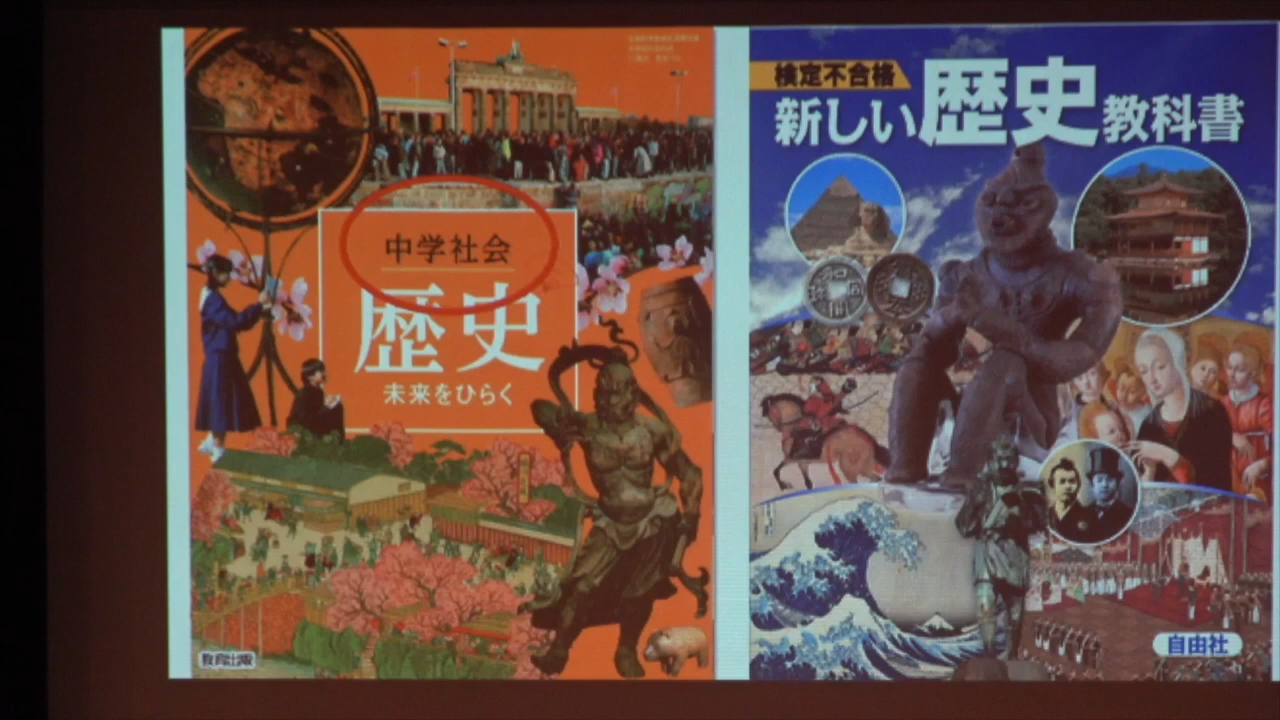 中学社会
歴史
未来をひらく
教育出版
検定不合格
新しい歴史教科書
自由社